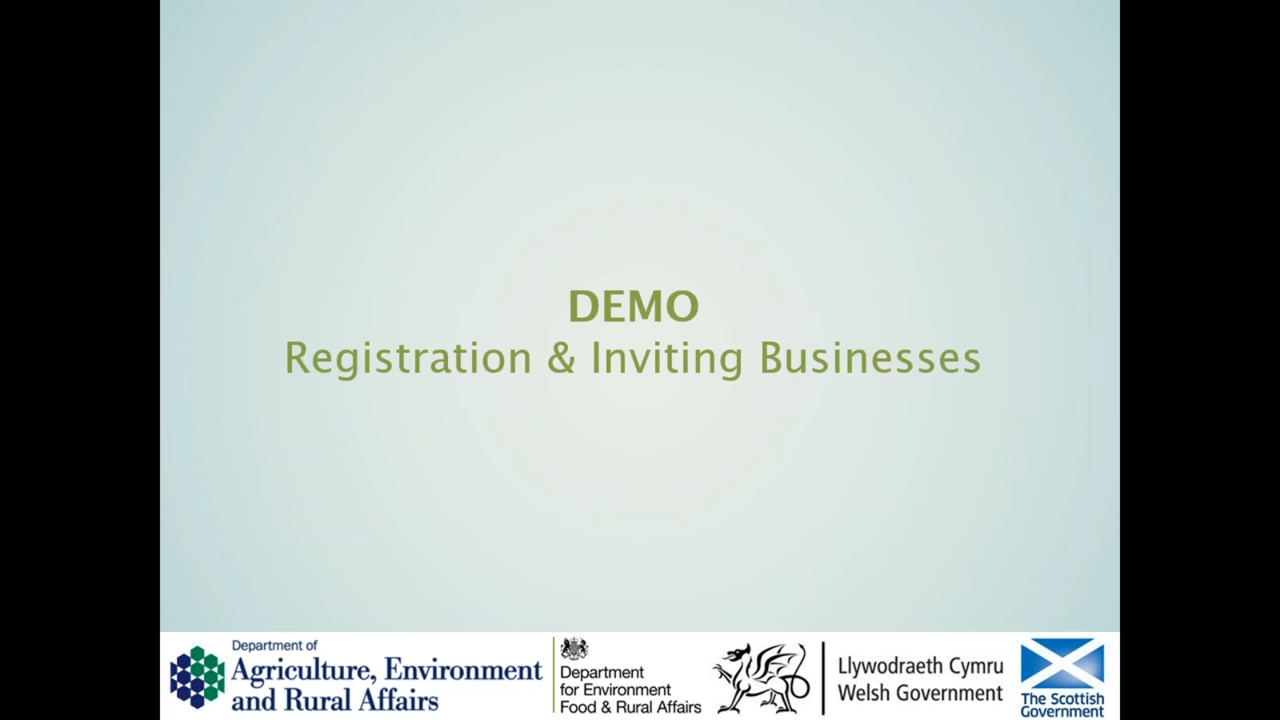 DEMO
Registration & Inviting Businesses
Department of
Agriculture, Environment
and Rural Affairs
Department
for Environment
Food & Rural Affairs
Llywodraeth Cymru
Welsh Government
The Scottish
Government